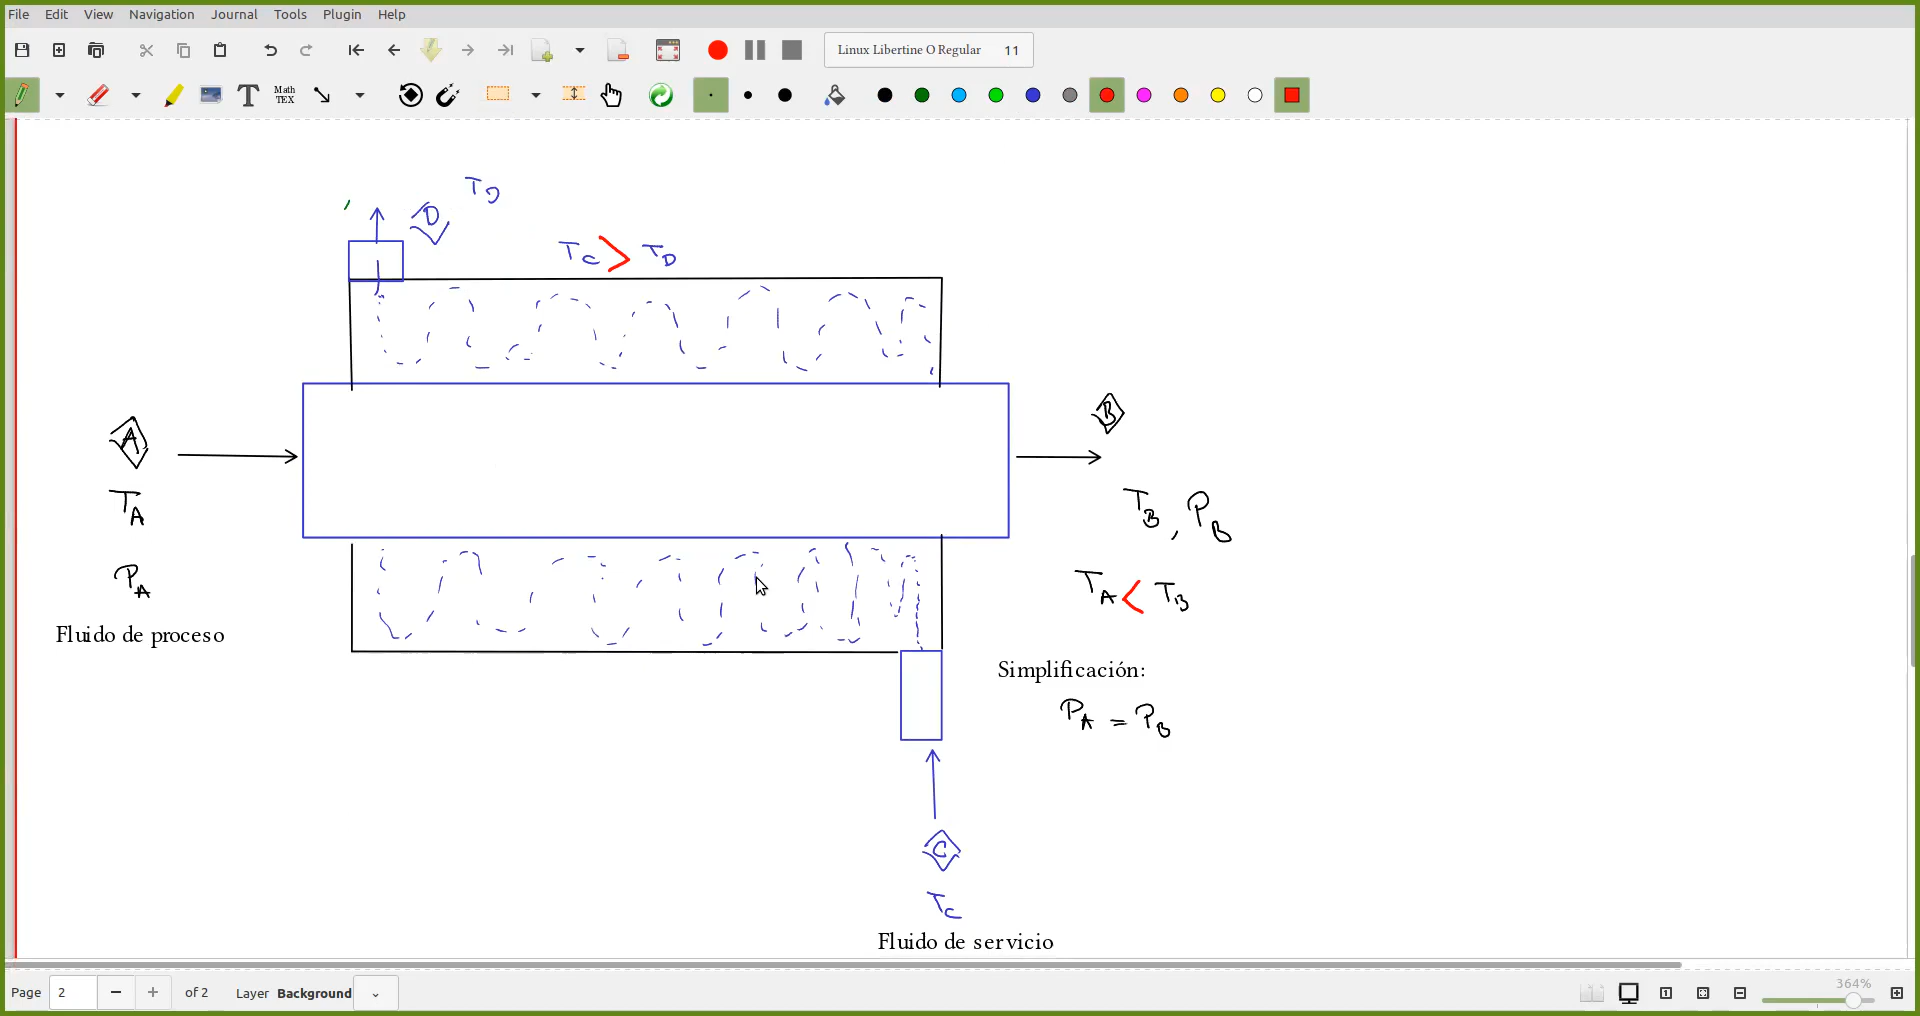 File Edit View Navigation Journal Tools Plugin Help
Linux Libertine O Regular 11
Math
TEX
T_D
D
T_C > T_D
A
B
T_A
T_B, P_B
P_A
T_A < T_B
Fluido de proceso
Simplificación:
P_A = P_B
C
T_C
Fluido de servicio
Page 2 of 2 Layer Background 364%